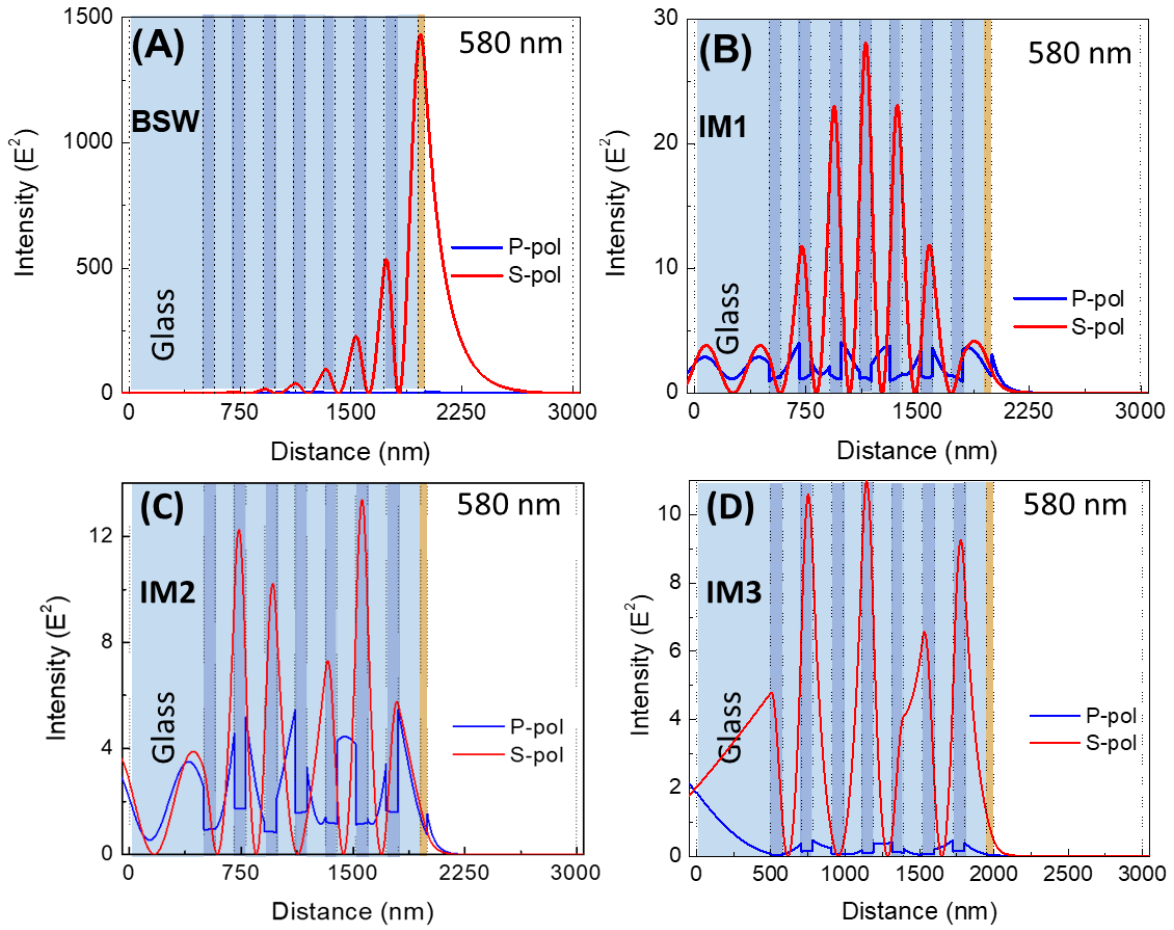 (A)
580 nm
BSW
Glass
P-pol
S-pol
Intensity (E²)
1500
1000
500
0
0 750 1500 2250 3000
Distance (nm)
(B)
580 nm
IM1
Glass
P-pol
S-pol
Intensity (E²)
30
20
10
0
0 750 1500 2250 3000
Distance (nm)
(C)
580 nm
IM2
Glass
P-pol
S-pol
Intensity (E²)
12
8
4
0
0 750 1500 2250 3000
Distance (nm)
(D)
580 nm
IM3
Glass
P-pol
S-pol
Intensity (E²)
10
8
6
4
2
0
0 500 1000 1500 2000 2500 3000
Distance (nm)